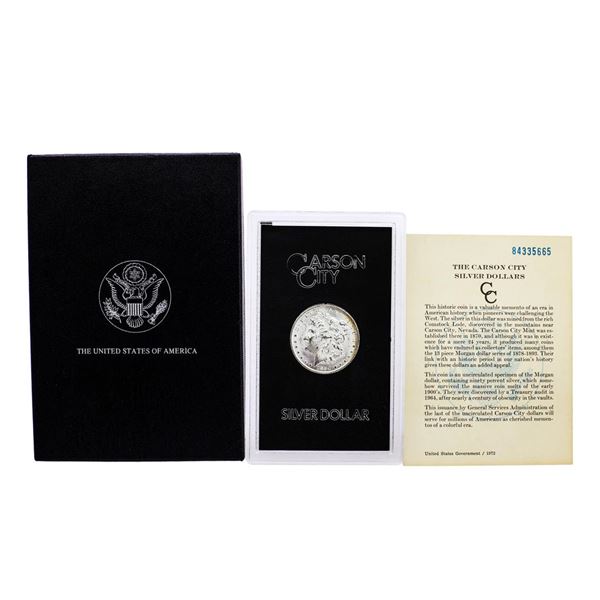 THE UNITED STATES OF AMERICA
CARSON
CITY
SILVER DOLLAR
84335665
THE CARSON CITY
SILVER DOLLARS
CC
This historic coin is a valuable memento of an era in
American history when pioneers were challenging the
West. The silver in this dollar was mined from the rich
Comstock Lode, discovered in the mountains near
Carson City, Nevada. The Carson City Mint was es-
tablished there in 1870, and although it was in exist-
ence for a mere 24 years, it produced many coins
which have endured as collectors' items, among them
the 13 piece Morgan dollar series of 1878-1893. Their
link with an historic period in our nation's history
gives these dollars an added appeal.
This coin is an uncirculated specimen of the Morgan
dollar, containing ninety percent silver, which some-
how survived the massive coin melts of the early
1900's. They were discovered by a Treasury audit in
1964, after nearly a century of obscurity in the vaults.
This issuance by General Services Administration of
the last of the uncirculated Carson City dollars will
serve for millions of Americans as cherished memen-
tos of a colorful era.
United States Government / 1972